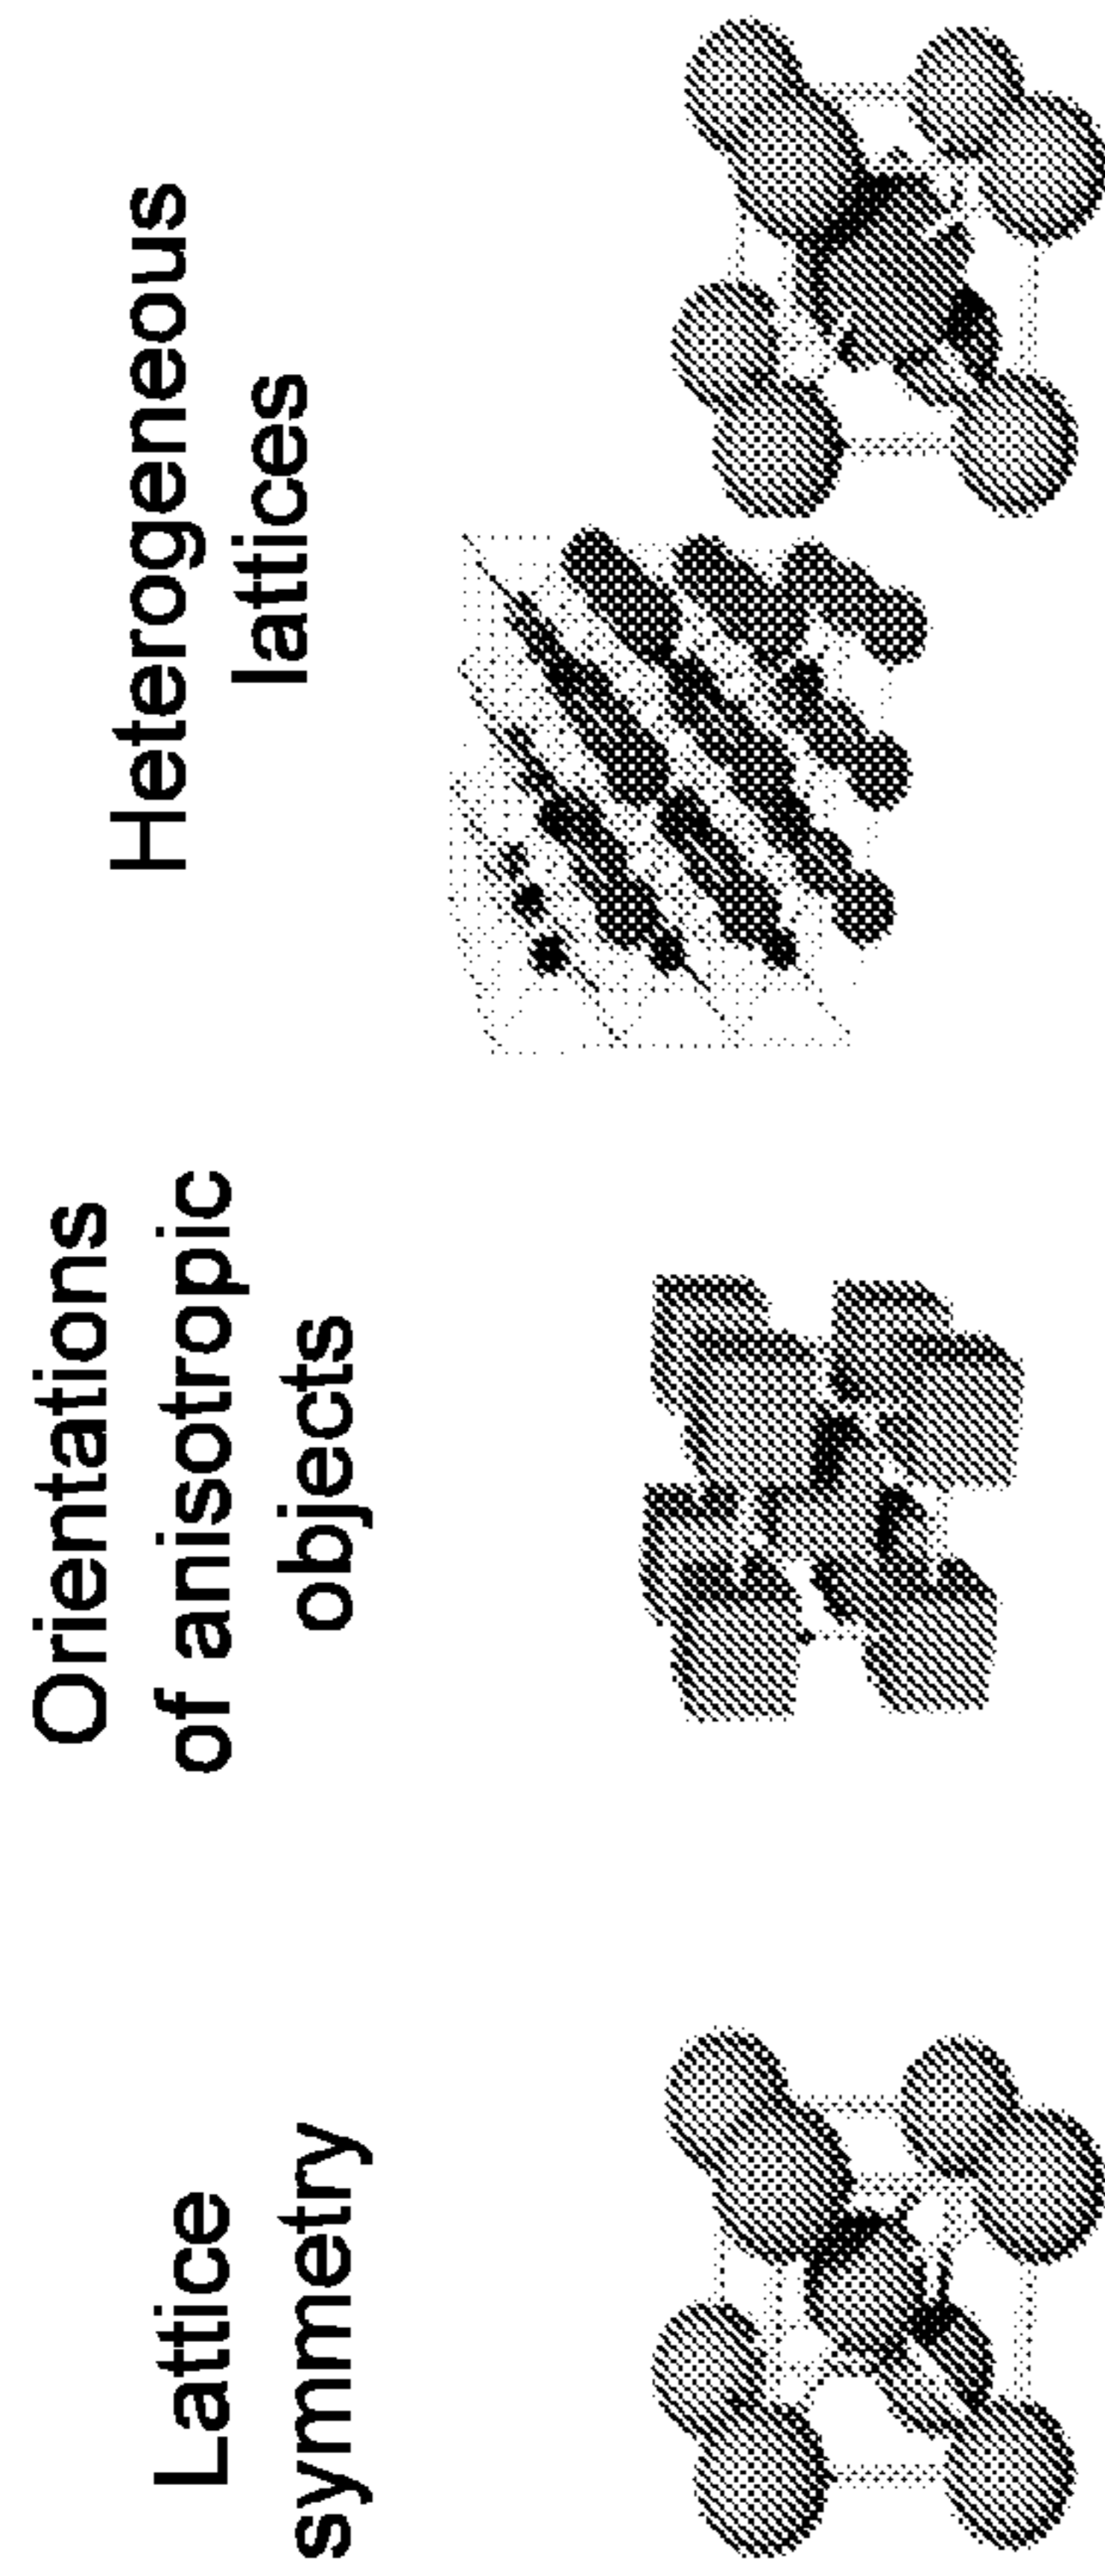 Lattice
symmetry
Orientations
of anisotropic
objects
Heterogeneous
lattices